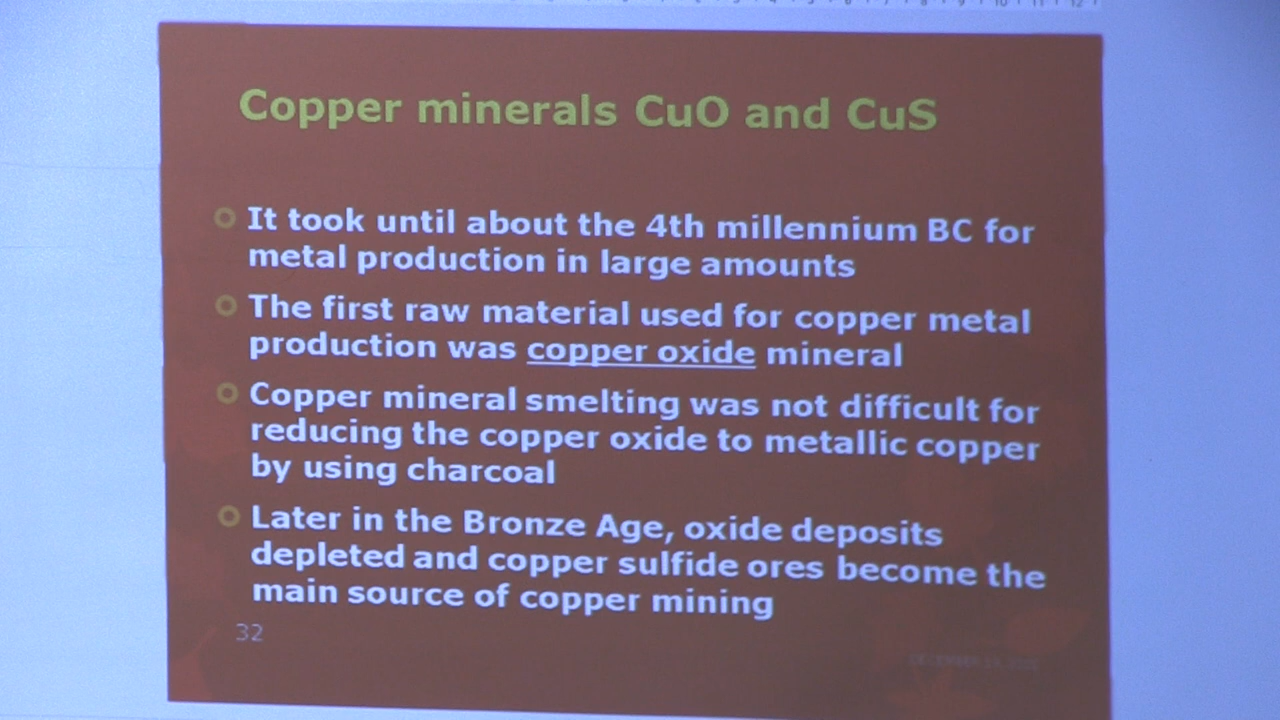 Copper minerals CuO and CuS
It took until about the 4th millennium BC for
metal production in large amounts
The first raw material used for copper metal
production was copper oxide mineral
Copper mineral smelting was not difficult for
reducing the copper oxide to metallic copper
by using charcoal
Later in the Bronze Age, oxide deposits
depleted and copper sulfide ores become the
main source of copper mining
32